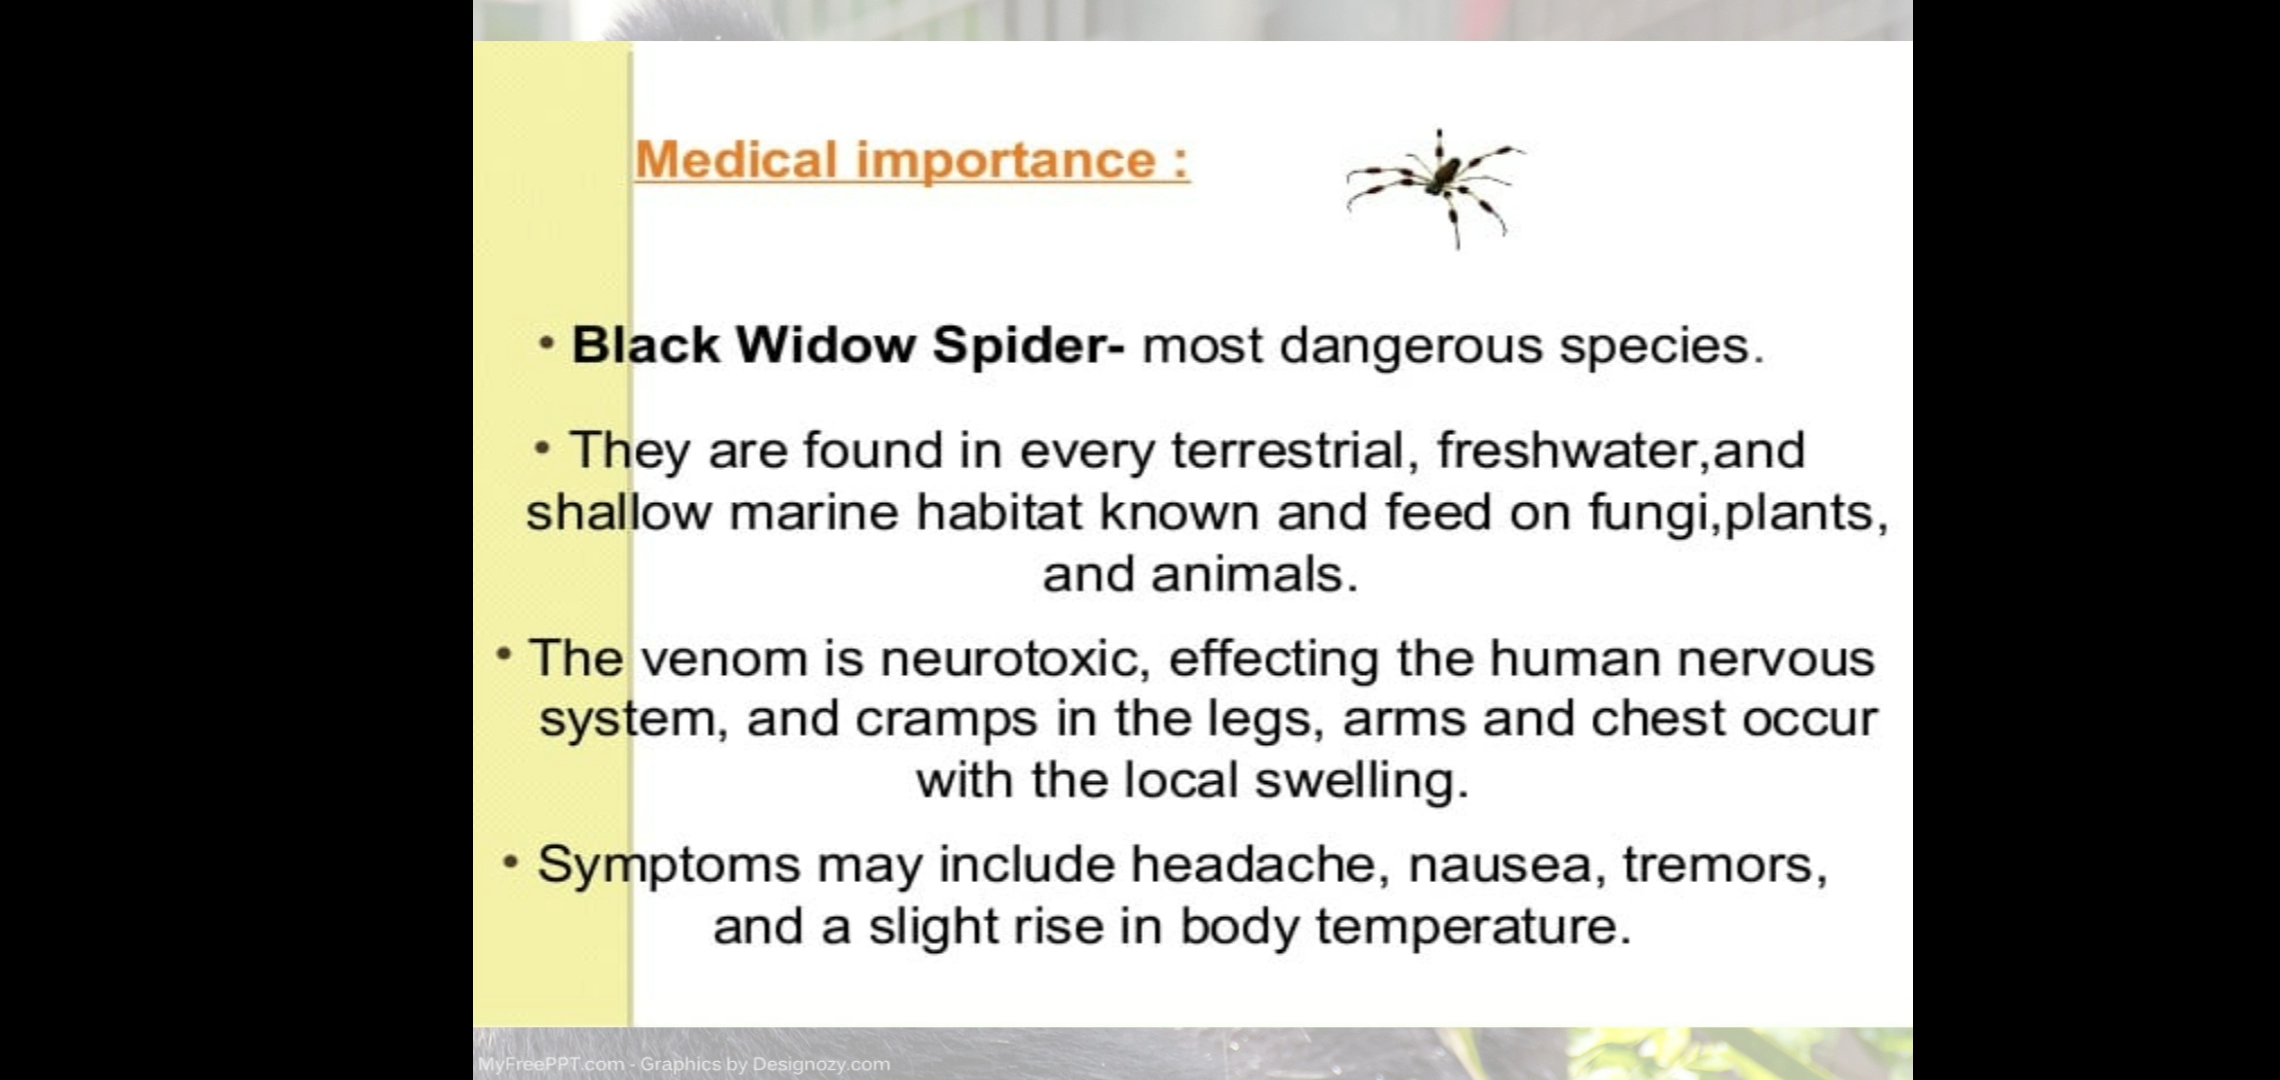 Medical importance :
• Black Widow Spider- most dangerous species.
• They are found in every terrestrial, freshwater,and
shallow marine habitat known and feed on fungi,plants,
and animals.
• The venom is neurotoxic, effecting the human nervous
system, and cramps in the legs, arms and chest occur
with the local swelling.
• Symptoms may include headache, nausea, tremors,
and a slight rise in body temperature.
MyFreePPT.com - Graphics by Designozy.com